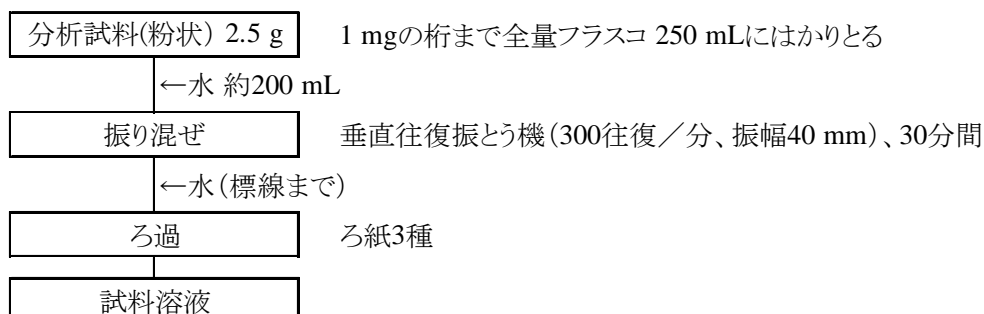 分析試料(粉状) 2.5 g　1 mgの桁まで全量フラスコ 250 mLにはかりとる
←水 約200 mL
振り混ぜ　垂直往復振とう機(300往復／分、振幅40 mm)、30分間
←水(標線まで)
ろ過　ろ紙3種
試料溶液